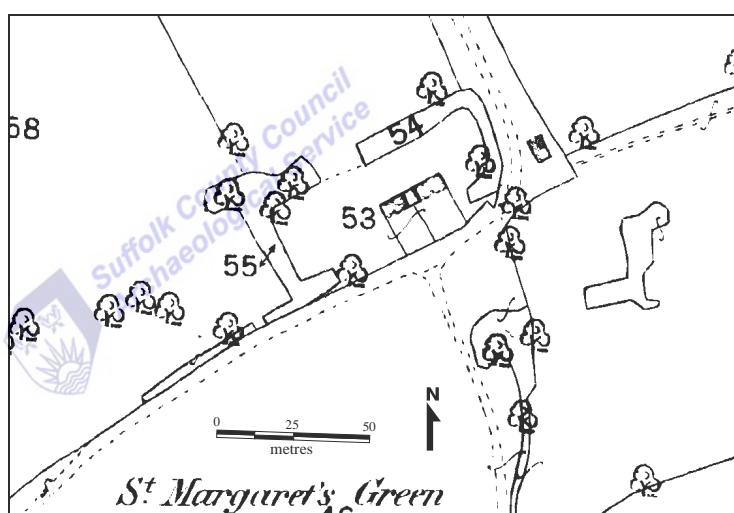 Suffolk County Council
Archaeological Service
58
54
53
55
N
0 25 50
metres
St Margaret's Green